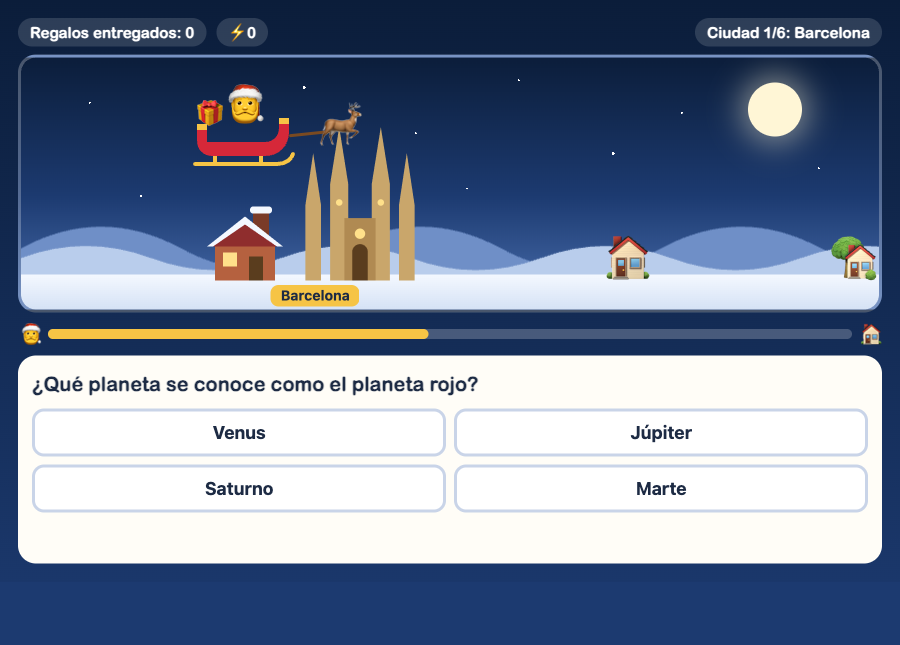 Regalos entregados: 0
⚡0
Ciudad 1/6: Barcelona
Barcelona
¿Qué planeta se conoce como el planeta rojo?
Venus
Júpiter
Saturno
Marte